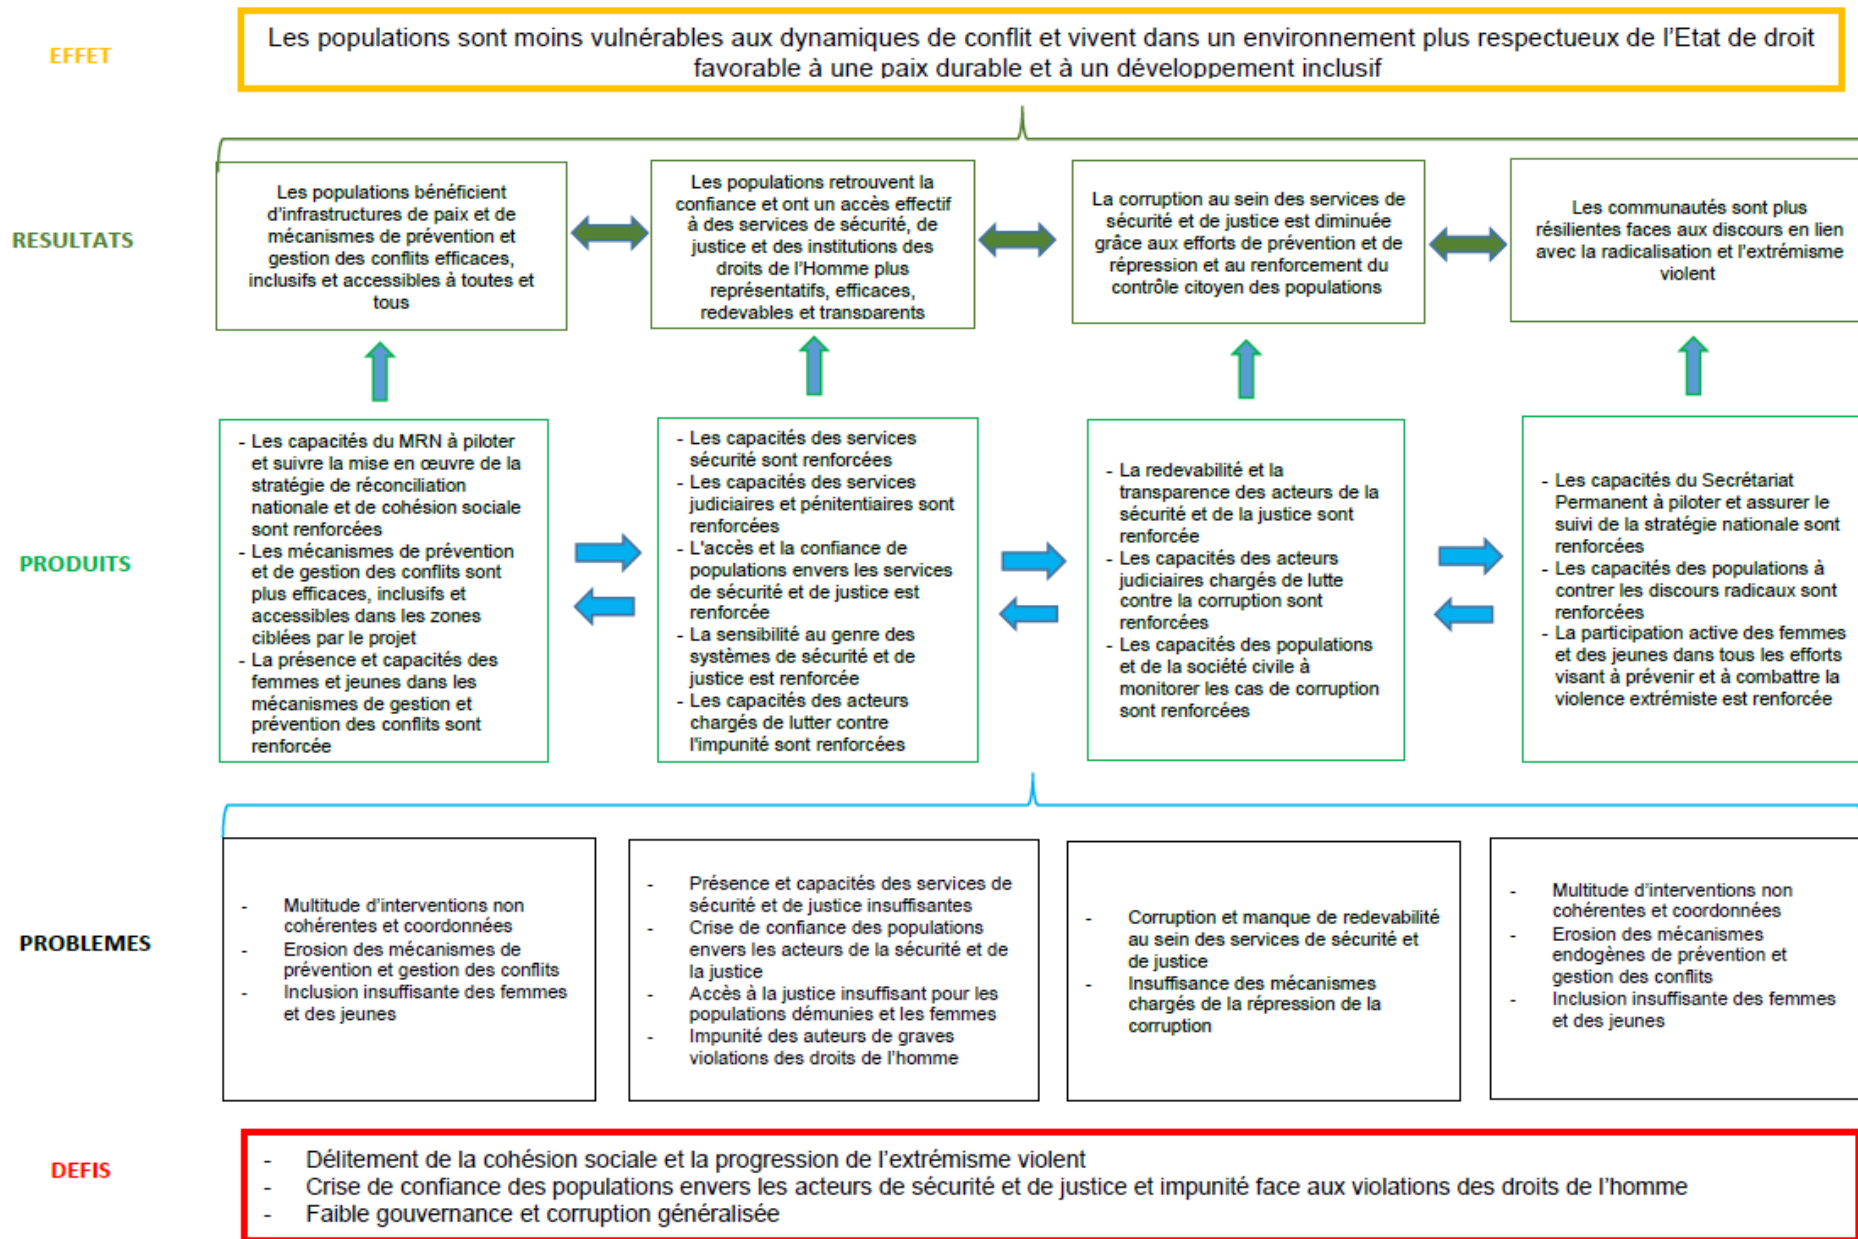 EFFET
Les populations sont moins vulnérables aux dynamiques de conflit et vivent dans un environnement plus respectueux de l'Etat de droit
favorable à une paix durable et à un développement inclusif
RESULTATS
Les populations bénéficient
d'infrastructures de paix et de
mécanismes de prévention et
gestion des conflits efficaces,
inclusifs et accessibles à toutes et
tous
Les populations retrouvent la
confiance et ont un accès effectif
à des services de sécurité, de
justice et des institutions des
droits de l'Homme plus
représentatifs, efficaces,
redevables et transparents
La corruption au sein des services de
sécurité et de justice est diminuée
grâce aux efforts de prévention et de
répression et au renforcement du
contrôle citoyen des populations
Les communautés sont plus
résilientes faces aux discours en lien
avec la radicalisation et l'extrémisme
violent
PRODUITS
- Les capacités du MRN à piloter
et suivre la mise en œuvre de la
stratégie de réconciliation
nationale et de cohésion sociale
sont renforcées
- Les mécanismes de prévention
et de gestion des conflits sont
plus efficaces, inclusifs et
accessibles dans les zones
ciblées par le projet
- La présence et capacités des
femmes et jeunes dans les
mécanismes de gestion et
prévention des conflits sont
renforcée
- Les capacités des services
sécurité sont renforcées
- Les capacités des services
judiciaires et pénitentiaires sont
renforcées
- L'accès et la confiance de
populations envers les services
de sécurité et de justice est
renforcée
- La sensibilité au genre des
systèmes de sécurité et de
justice est renforcée
- Les capacités des acteurs
chargés de lutter contre
l'impunité sont renforcées
- La redevabilité et la
transparence des acteurs de la
sécurité et de la justice sont
renforcée
- Les capacités des acteurs
judiciaires chargés de lutte
contre la corruption sont
renforcées
- Les capacités des populations
et de la société civile à
monitorer les cas de corruption
sont renforcées
- Les capacités du Secrétariat
Permanent à piloter et assurer le
suivi de la stratégie nationale sont
renforcées
- Les capacités des populations à
contrer les discours radicaux sont
renforcées
- La participation active des femmes
et des jeunes dans tous les efforts
visant à prévenir et à combattre la
violence extrémiste est renforcée
PROBLEMES
- Multitude d'interventions non
cohérentes et coordonnées
- Erosion des mécanismes de
prévention et gestion des conflits
- Inclusion insuffisante des femmes
et des jeunes
- Présence et capacités des services de
sécurité et de justice insuffisantes
- Crise de confiance des populations
envers les acteurs de la sécurité et de
la justice
- Accès à la justice insuffisant pour les
populations démunies et les femmes
- Impunité des auteurs de graves
violations des droits de l'homme
- Corruption et manque de redevabilité
au sein des services de sécurité et
de justice
- Insuffisance des mécanismes
chargés de la répression de la
corruption
- Multitude d'interventions non
cohérentes et coordonnées
- Erosion des mécanismes
endogènes de prévention et
gestion des conflits
- Inclusion insuffisante des femmes
et des jeunes
DEFIS
- Délitement de la cohésion sociale et la progression de l'extrémisme violent
- Crise de confiance des populations envers les acteurs de sécurité et de justice et impunité face aux violations des droits de l'homme
- Faible gouvernance et corruption généralisée